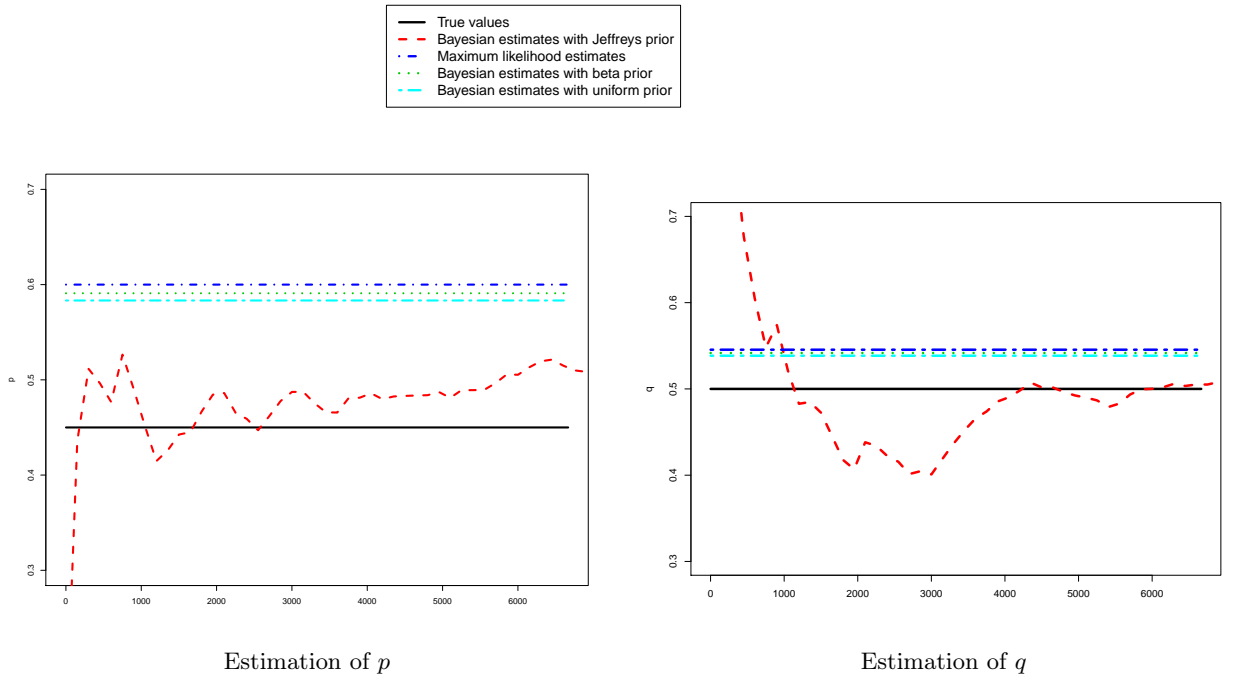 True values
Bayesian estimates with Jeffreys prior
Maximum likelihood estimates
Bayesian estimates with beta prior
Bayesian estimates with uniform prior
p
0.7
0.6
0.5
0.4
0.3
0 1000 2000 3000 4000 5000 6000
Estimation of p
q
0.7
0.6
0.5
0.4
0.3
0 1000 2000 3000 4000 5000 6000
Estimation of q